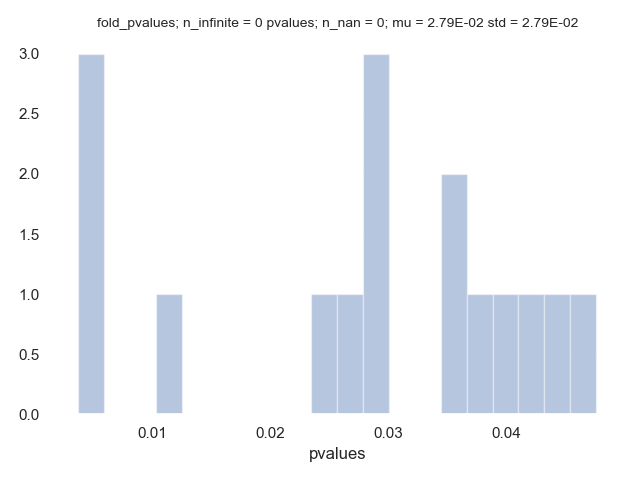 fold_pvalues; n_infinite = 0 pvalues; n_nan = 0; mu = 2.79E-02 std = 2.79E-02
3.0
2.5
2.0
1.5
1.0
0.5
0.0
0.01 0.02 0.03 0.04
pvalues